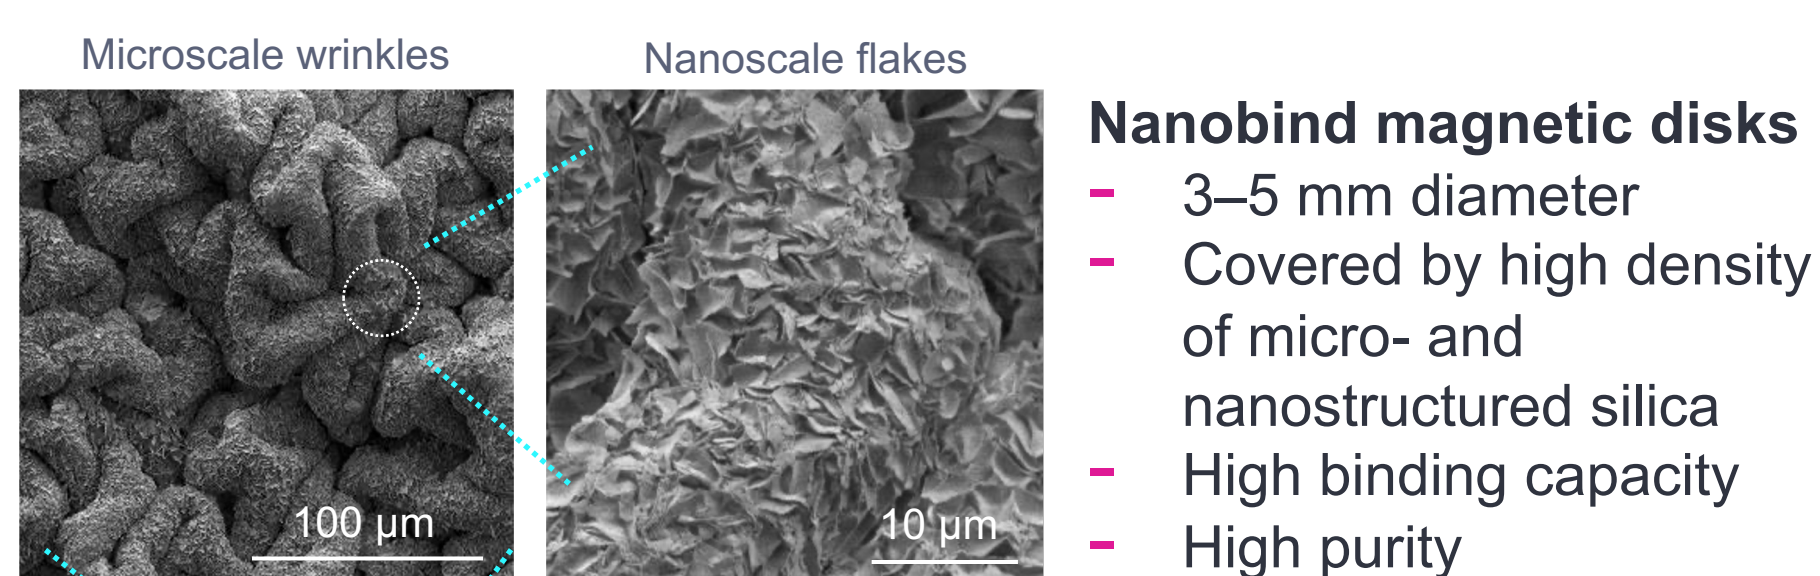 Microscale wrinkles
Nanoscale flakes
100 µm
10 µm
Nanobind magnetic disks
- 3–5 mm diameter
- Covered by high density
of micro- and
nanostructured silica
- High binding capacity
- High purity